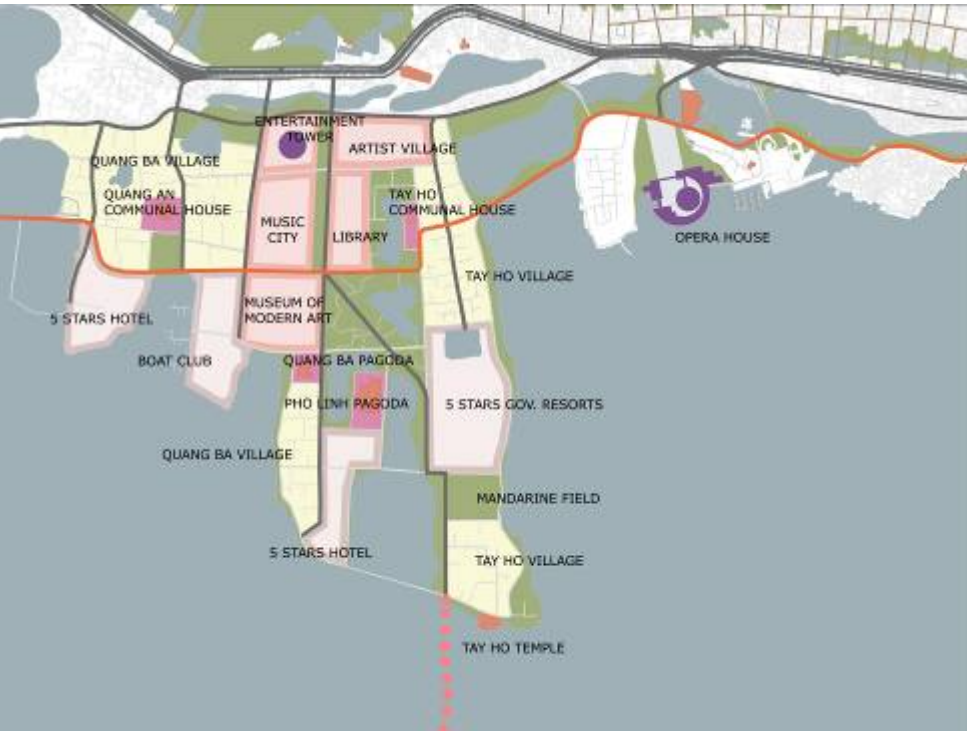 ENTERTAINMENT
TOWER
ARTIST VILLAGE
QUANG BA VILLAGE
QUANG AN
COMMUNAL HOUSE
TAY HO
COMMUNAL HOUSE
MUSIC
CITY
LIBRARY
OPERA HOUSE
TAY HO VILLAGE
MUSEUM OF
MODERN ART
5 STARS HOTEL
BOAT CLUB
QUANG BA PAGODA
PHO LINH PAGODA
5 STARS GOV. RESORTS
QUANG BA VILLAGE
MANDARINE FIELD
5 STARS HOTEL
TAY HO VILLAGE
TAY HO TEMPLE